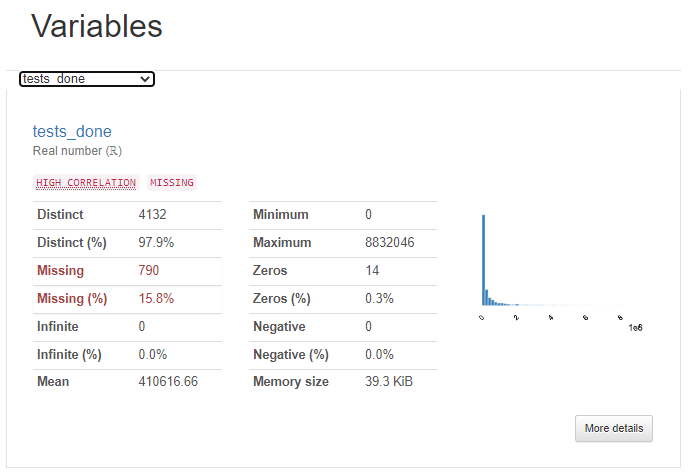 Variables
tests_done
tests_done
Real number (ℝ)
HIGH CORRELATION MISSING
Distinct 4132
Distinct (%) 97.9%
Missing 790
Missing (%) 15.8%
Infinite 0
Infinite (%) 0.0%
Mean 410616.66
Minimum 0
Maximum 8832046
Zeros 14
Zeros (%) 0.3%
Negative 0
Negative (%) 0.0%
Memory size 39.3 KiB
0 2 4 6 8
1e6
More details